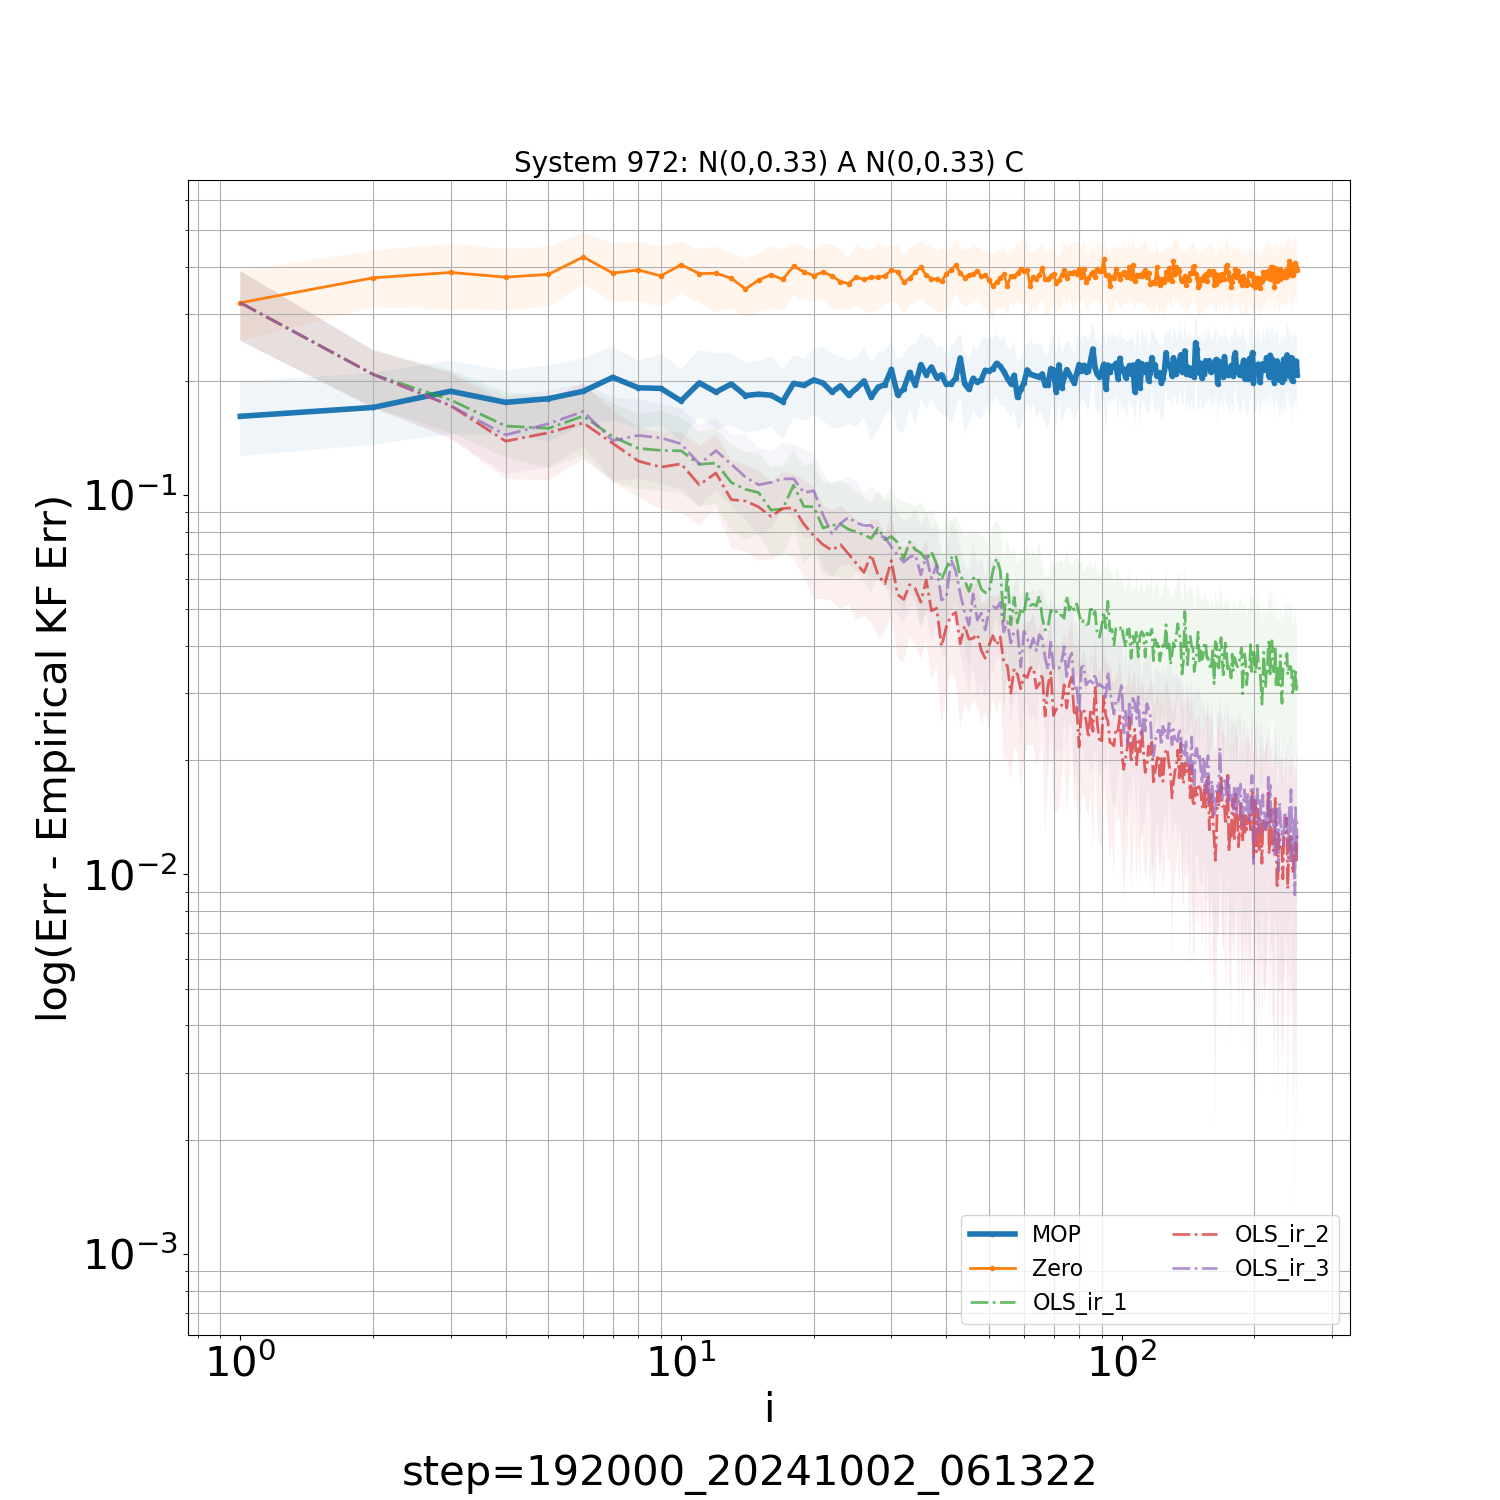 System 972: N(0,0.33) A N(0,0.33) C
log(Err - Empirical KF Err)
10⁻¹
10⁻²
10⁻³
MOP
Zero
OLS_ir_1
OLS_ir_2
OLS_ir_3
10⁰
10¹
10²
i
step=192000_20241002_061322